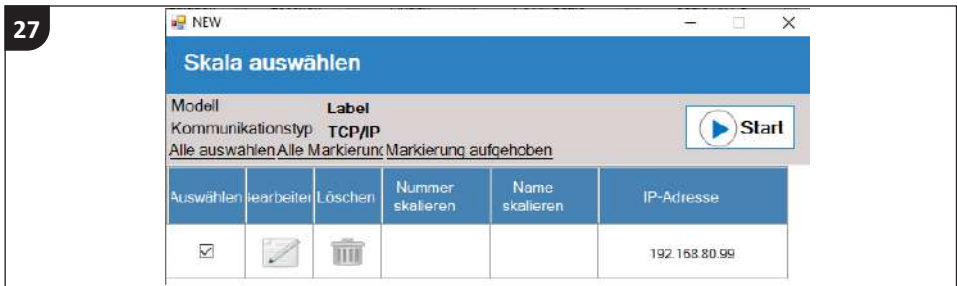 27
NEW
Skala auswählen
Modell Label
Kommunikationstyp TCP/IP
Alle auswählen Alle Markierung Markierung aufgehoben
Start
Auswählen Bearbeiten Löschen Nummer skalieren Name skalieren IP-Adresse
192.168.80.99